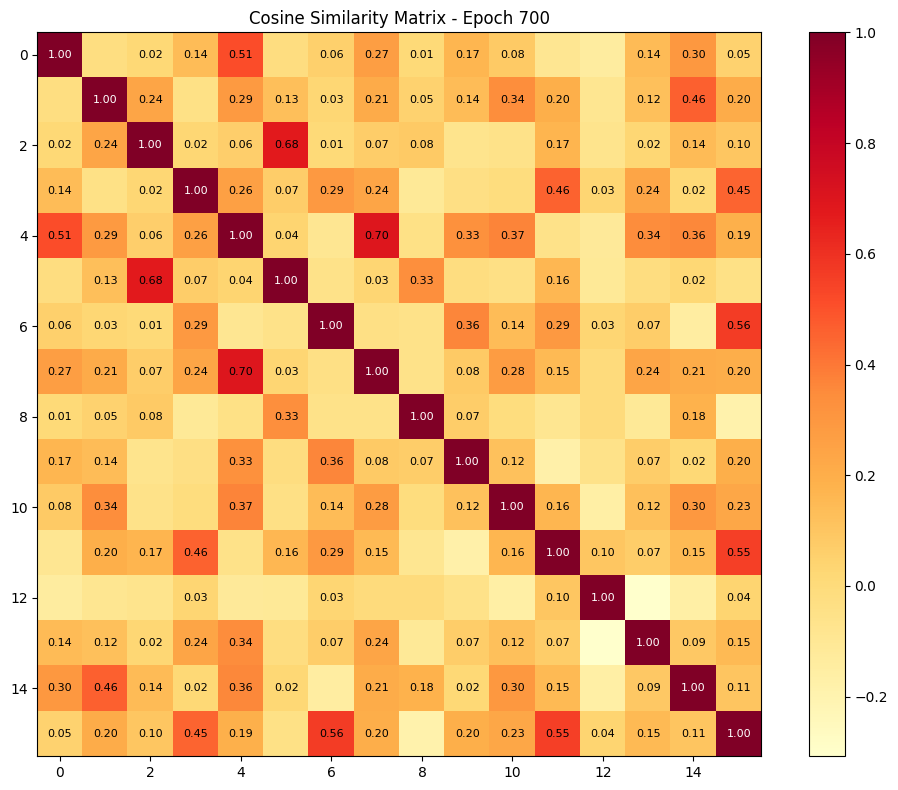 Cosine Similarity Matrix - Epoch 700
0 1.00 0.02 0.14 0.51 0.06 0.27 0.01 0.17 0.08 0.14 0.30 0.05
1.00 0.24 0.29 0.13 0.03 0.21 0.05 0.14 0.34 0.20 0.12 0.46 0.20
2 0.02 0.24 1.00 0.02 0.06 0.68 0.01 0.07 0.08 0.17 0.02 0.14 0.10
0.14 0.02 1.00 0.26 0.07 0.29 0.24 0.46 0.03 0.24 0.02 0.45
4 0.51 0.29 0.06 0.26 1.00 0.04 0.70 0.33 0.37 0.34 0.36 0.19
0.13 0.68 0.07 0.04 1.00 0.03 0.33 0.16 0.02
6 0.06 0.03 0.01 0.29 1.00 0.36 0.14 0.29 0.03 0.07 0.56
0.27 0.21 0.07 0.24 0.70 0.03 1.00 0.08 0.28 0.15 0.24 0.21 0.20
8 0.01 0.05 0.08 0.33 1.00 0.07 0.18
0.17 0.14 0.33 0.36 0.08 0.07 1.00 0.12 0.07 0.02 0.20
10 0.08 0.34 0.37 0.14 0.28 0.12 1.00 0.16 0.12 0.30 0.23
0.20 0.17 0.46 0.16 0.29 0.15 0.16 1.00 0.10 0.07 0.15 0.55
12 0.03 0.03 0.10 1.00 0.04
0.14 0.12 0.02 0.24 0.34 0.07 0.24 0.07 0.12 0.07 1.00 0.09 0.15
14 0.30 0.46 0.14 0.02 0.36 0.02 0.21 0.18 0.02 0.30 0.15 0.09 1.00 0.11
0.05 0.20 0.10 0.45 0.19 0.56 0.20 0.20 0.23 0.55 0.04 0.15 0.11 1.00
0 2 4 6 8 10 12 14
1.0
0.8
0.6
0.4
0.2
0.0
−0.2